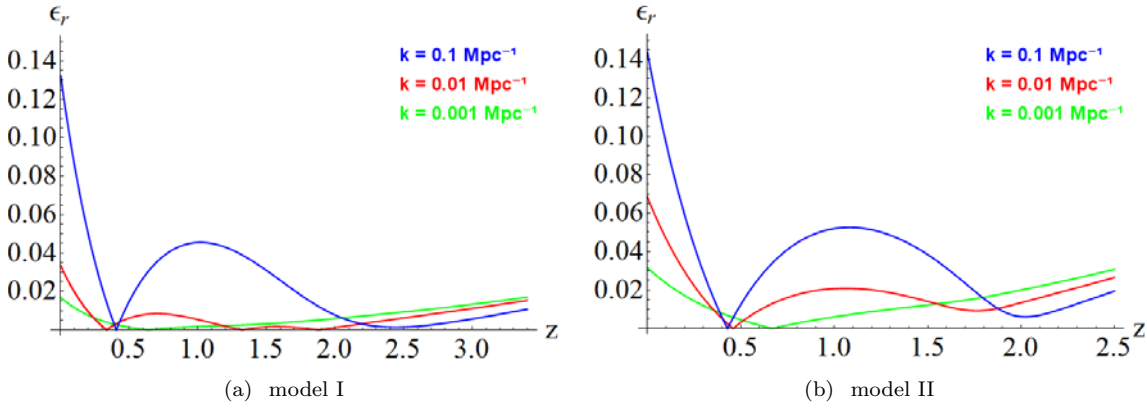 ϵr
k = 0.1 Mpc⁻¹
k = 0.01 Mpc⁻¹
k = 0.001 Mpc⁻¹
0.14
0.12
0.10
0.08
0.06
0.04
0.02
0.5 1.0 1.5 2.0 2.5 3.0 z
(a) model I
ϵr
k = 0.1 Mpc⁻¹
k = 0.01 Mpc⁻¹
k = 0.001 Mpc⁻¹
0.14
0.12
0.10
0.08
0.06
0.04
0.02
0.5 1.0 1.5 2.0 2.5 z
(b) model II